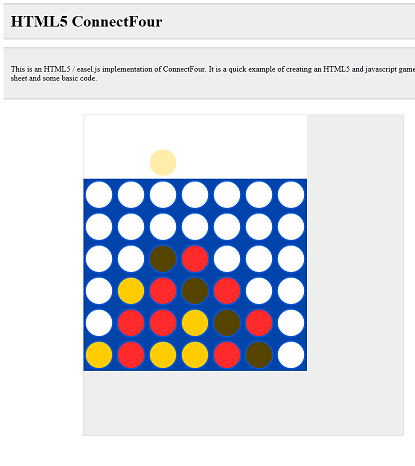 HTML5 ConnectFour
This is an HTML5 / easel.js implementation of ConnectFour. It is a quick example of creating an HTML5 and javascript game
sheet and some basic code.